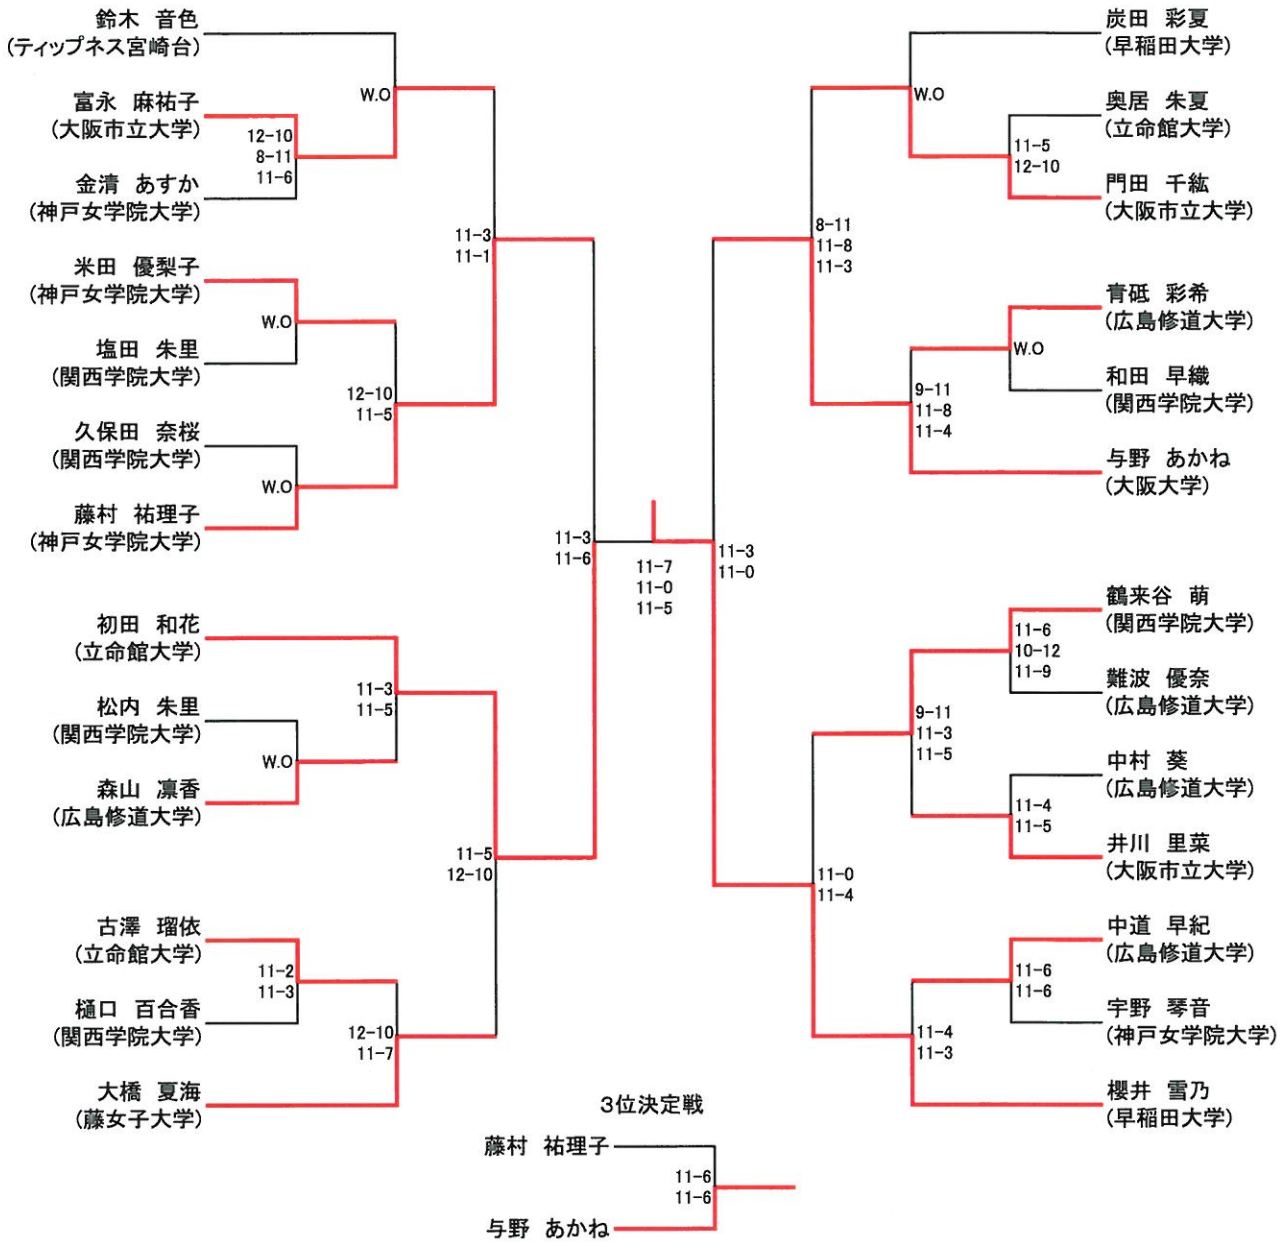 鈴木 音色
(ティップネス宮崎台)
W.O
富永 麻祐子
(大阪市立大学)
12-10
8-11
11-6
金清 あすか
(神戸女学院大学)
11-3
11-1
米田 優梨子
(神戸女学院大学)
W.O
塩田 朱里
(関西学院大学)
12-10
11-5
久保田 奈桜
(関西学院大学)
W.O
藤村 祐理子
(神戸女学院大学)
11-3
11-6
初田 和花
(立命館大学)
11-3
11-5
松内 朱里
(関西学院大学)
W.O
森山 凛香
(広島修道大学)
11-5
12-10
古澤 瑠依
(立命館大学)
11-2
11-3
樋口 百合香
(関西学院大学)
12-10
11-7
大橋 夏海
(藤女子大学)
11-7
11-0
11-5
炭田 彩夏
(早稲田大学)
W.O
奥居 朱夏
(立命館大学)
11-5
12-10
門田 千紘
(大阪市立大学)
8-11
11-8
11-3
青砥 彩希
(広島修道大学)
W.O
和田 早織
(関西学院大学)
9-11
11-8
11-4
与野 あかね
(大阪大学)
11-3
11-0
鶴来谷 萌
(関西学院大学)
11-6
10-12
11-9
難波 優奈
(広島修道大学)
9-11
11-3
11-5
中村 葵
(広島修道大学)
11-4
11-5
井川 里菜
(大阪市立大学)
11-0
11-4
中道 早紀
(広島修道大学)
11-6
11-6
宇野 琴音
(神戸女学院大学)
11-4
11-3
櫻井 雪乃
(早稲田大学)
3位決定戦
藤村 祐理子
11-6
11-6
与野 あかね